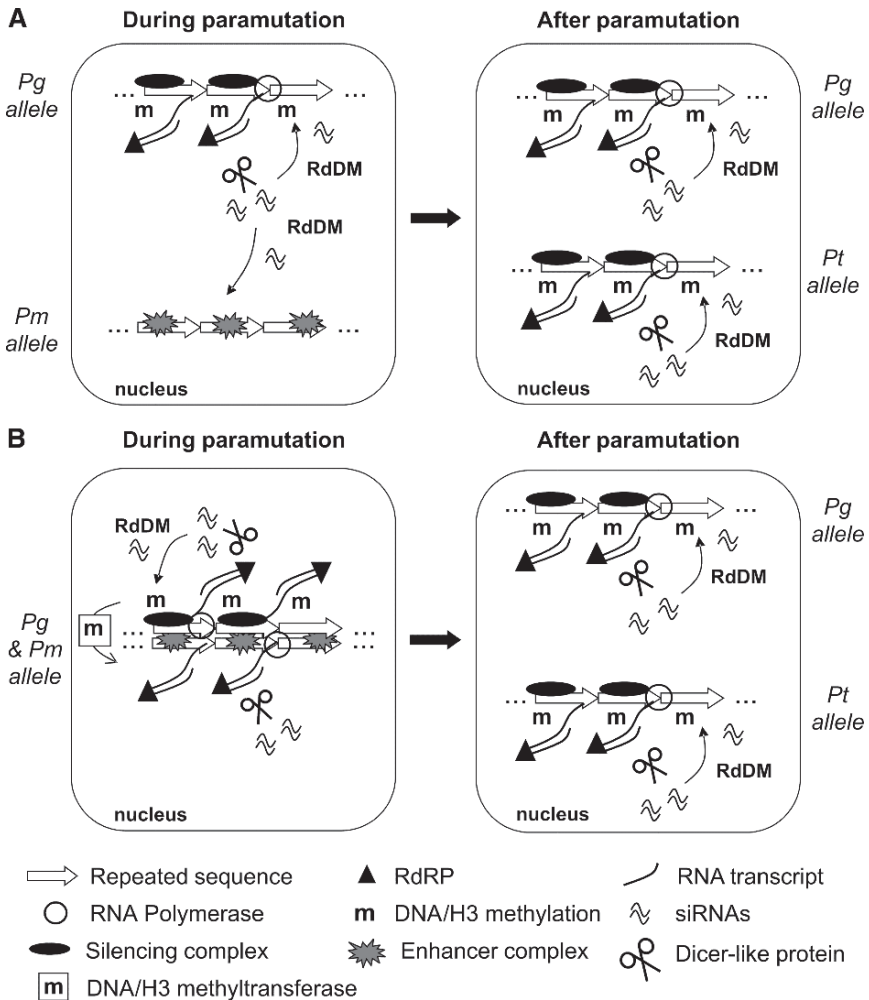 A
During paramutation
After paramutation
Pg
allele
... m m m ...
RdDM
RdDM
Pm
allele
... ...
nucleus
Pg
allele
... m m m ...
RdDM
Pt
allele
... m m m ...
RdDM
nucleus
B
During paramutation
After paramutation
RdDM
m m m
m
Pg
& Pm
allele
... ...
... ...
nucleus
Pg
allele
... m m m ...
RdDM
Pt
allele
... m m m ...
RdDM
nucleus
Repeated sequence
RdRP
RNA transcript
RNA Polymerase
m DNA/H3 methylation
siRNAs
Silencing complex
Enhancer complex
Dicer-like protein
m DNA/H3 methyltransferase